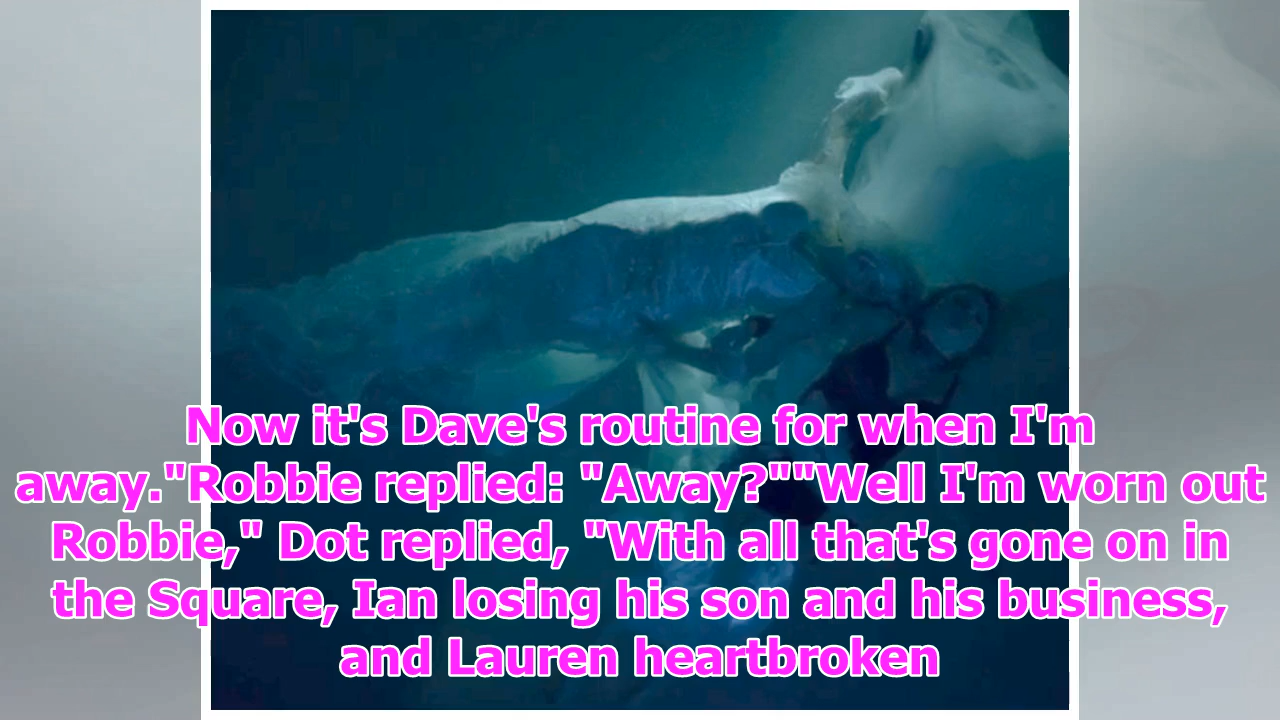 Now it's Dave's routine for when I'm
away."Robbie replied: "Away?""Well I'm worn out
Robbie," Dot replied, "With all that's gone on in
the Square, Ian losing his son and his business,
and Lauren heartbroken